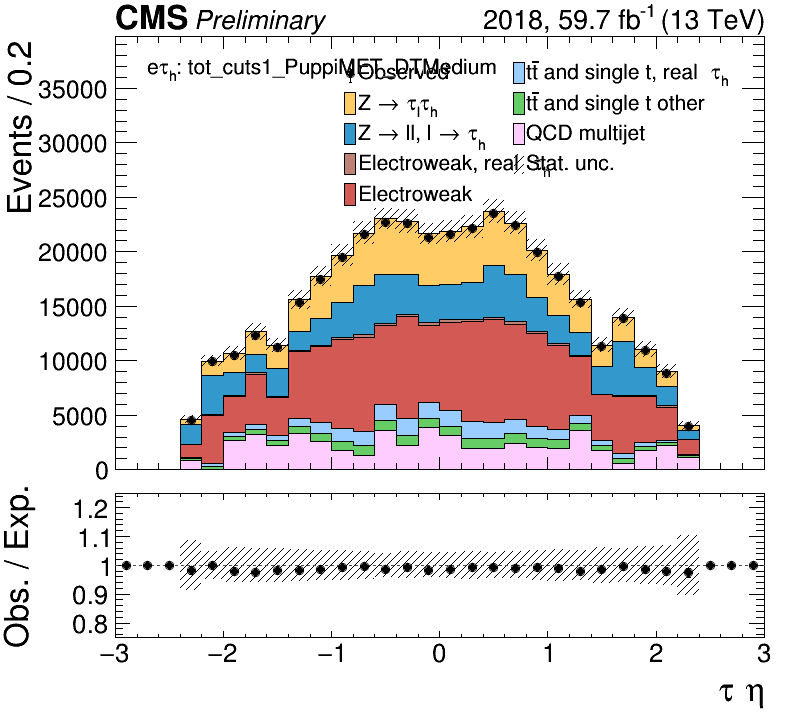 CMS Preliminary 2018, 59.7 fb⁻¹ (13 TeV)
Events / 0.2
eτh: tot_cuts1_PuppiMET_DTMedium
Observed
Z → τlτh
Z → ll, l → τh
Electroweak, real τh
Electroweak
tt̄ and single t, real τh
tt̄ and single t other
QCD multijet
Stat. unc.
35000
30000
25000
20000
15000
10000
5000
0
Obs. / Exp.
1.2
1.1
1
0.9
0.8
−3 −2 −1 0 1 2 3
τ η